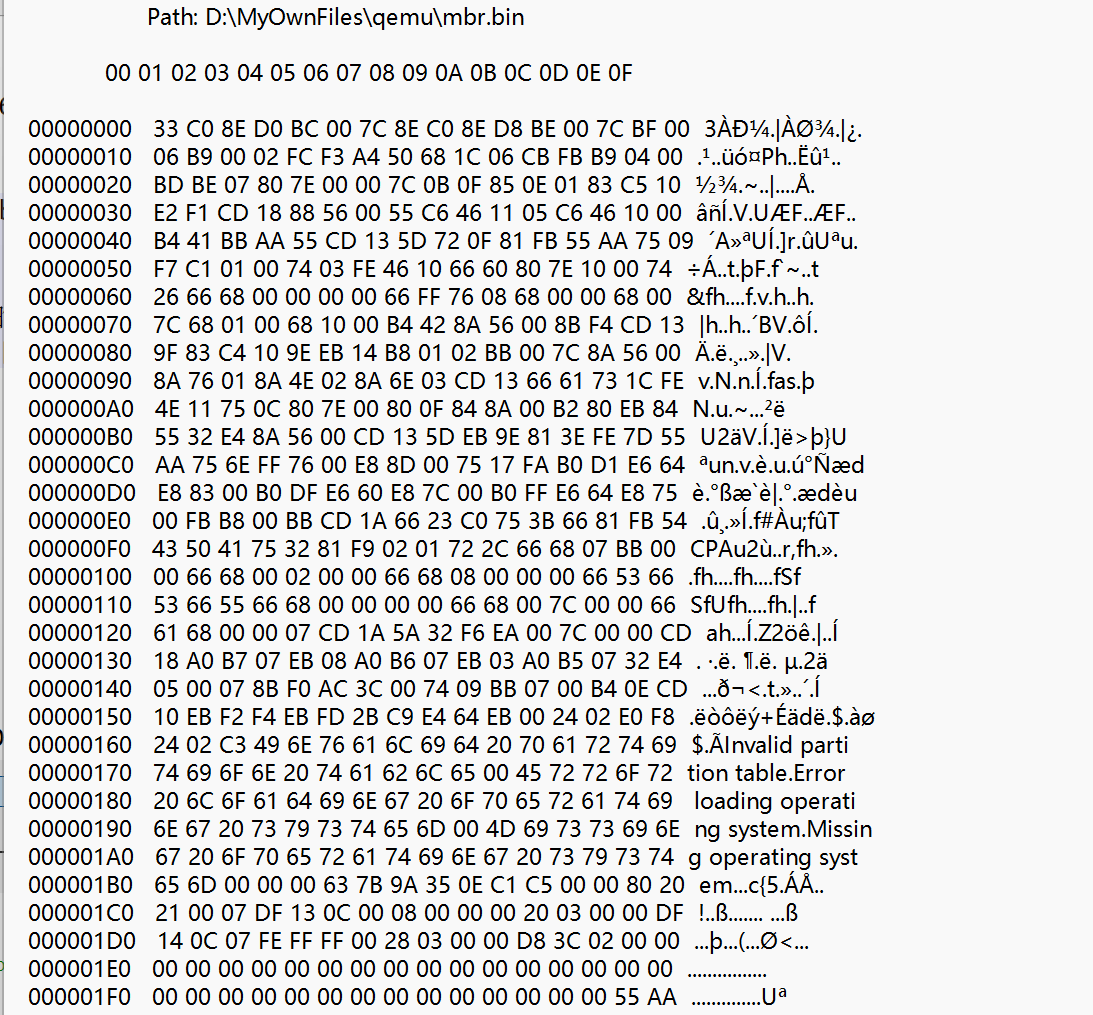 Path: D:\MyOwnFiles\qemu\mbr.bin
00 01 02 03 04 05 06 07 08 09 0A 0B 0C 0D 0E 0F
00000000 33 C0 8E D0 BC 00 7C 8E C0 8E D8 BE 00 7C BF 00 3ÀÐ¼.|ÀØ¾.|¿.
00000010 06 B9 00 02 FC F3 A4 50 68 1C 06 CB FB B9 04 00 .¹..üó¤Ph..Ëû¹..
00000020 BD BE 07 80 7E 00 00 7C 0B 0F 85 0E 01 83 C5 10 ½¾.~..|....Å.
00000030 E2 F1 CD 18 88 56 00 55 C6 46 11 05 C6 46 10 00 âñÍ.V.UÆF..ÆF..
00000040 B4 41 BB AA 55 CD 13 5D 72 0F 81 FB 55 AA 75 09 ´A»ªUÍ.]r.ûUªu.
00000050 F7 C1 01 00 74 03 FE 46 10 66 60 80 7E 10 00 74 ÷Á..t.þF.f`~..t
00000060 26 66 68 00 00 00 00 66 FF 76 08 68 00 00 68 00 &fh....f.v.h..h.
00000070 7C 68 01 00 68 10 00 B4 42 8A 56 00 8B F4 CD 13 |h..h..´BV.ôÍ.
00000080 9F 83 C4 10 9E EB 14 B8 01 02 BB 00 7C 8A 56 00 Ä.ë.¸..».|V.
00000090 8A 76 01 8A 4E 02 8A 6E 03 CD 13 66 61 73 1C FE v.N.n.Í.fas.þ
000000A0 4E 11 75 0C 80 7E 00 80 0F 84 8A 00 B2 80 EB 84 N.u.~...²ë
000000B0 55 32 E4 8A 56 00 CD 13 5D EB 9E 81 3E FE 7D 55 U2äV.Í.]ë>þ}U
000000C0 AA 75 6E FF 76 00 E8 8D 00 75 17 FA B0 D1 E6 64 ªun.v.è.u.ú°Ñæd
000000D0 E8 83 00 B0 DF E6 60 E8 7C 00 B0 FF E6 64 E8 75 è.°ßæ`è|.°.ædèu
000000E0 00 FB B8 00 BB CD 1A 66 23 C0 75 3B 66 81 FB 54 .û¸.»Í.f#Àu;fûT
000000F0 43 50 41 75 32 81 F9 02 01 72 2C 66 68 07 BB 00 CPAu2ù..r,fh.».
00000100 00 66 68 00 02 00 00 66 68 08 00 00 00 66 53 66 .fh....fh....fSf
00000110 53 66 55 66 68 00 00 00 00 66 68 00 7C 00 00 66 SfUfh....fh.|..f
00000120 61 68 00 00 07 CD 1A 5A 32 F6 EA 00 7C 00 00 CD ah...Í.Z2öê.|..Í
00000130 18 A0 B7 07 EB 08 A0 B6 07 EB 03 A0 B5 07 32 E4 . ·.ë. ¶.ë. µ.2ä
00000140 05 00 07 8B F0 AC 3C 00 74 09 BB 07 00 B4 0E CD ...ð¬<.t.»..´.Í
00000150 10 EB F2 F4 EB FD 2B C9 E4 64 EB 00 24 02 E0 F8 .ëòôëý+Éädë.$.àø
00000160 24 02 C3 49 6E 76 61 6C 69 64 20 70 61 72 74 69 $.ÃInvalid parti
00000170 74 69 6F 6E 20 74 61 62 6C 65 00 45 72 72 6F 72 tion table.Error
00000180 20 6C 6F 61 64 69 6E 67 20 6F 70 65 72 61 74 69 loading operati
00000190 6E 67 20 73 79 73 74 65 6D 00 4D 69 73 73 69 6E ng system.Missin
000001A0 67 20 6F 70 65 72 61 74 69 6E 67 20 73 79 73 74 g operating syst
000001B0 65 6D 00 00 00 63 7B 9A 35 0E C1 C5 00 00 80 20 em...c{5.ÁÅ..
000001C0 21 00 07 DF 13 0C 00 08 00 00 00 20 03 00 00 DF !..ß....... ...ß
000001D0 14 0C 07 FE FF FF 00 28 03 00 00 D8 3C 02 00 00 ...þ...(...Ø<...
000001E0 00 00 00 00 00 00 00 00 00 00 00 00 00 00 00 00 ................
000001F0 00 00 00 00 00 00 00 00 00 00 00 00 00 00 55 AA ..............Uª